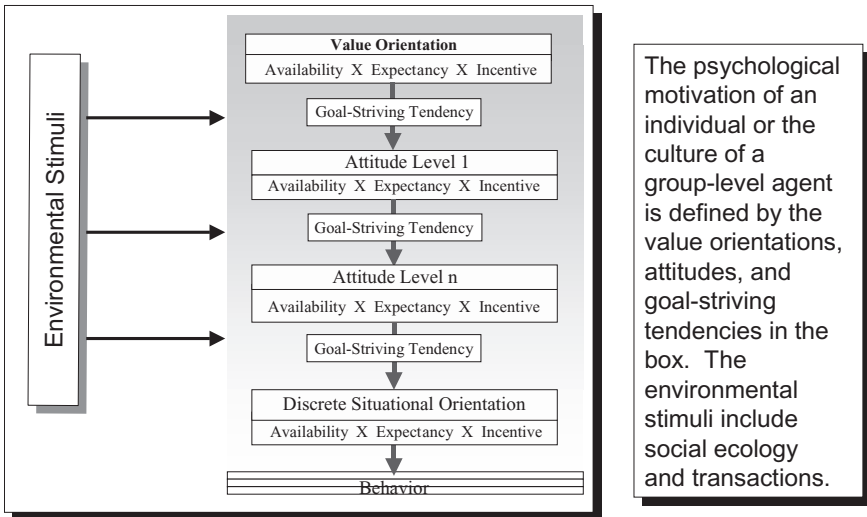 Environmental Stimuli
Value Orientation
Availability X Expectancy X Incentive
Goal-Striving Tendency
Attitude Level 1
Availability X Expectancy X Incentive
Goal-Striving Tendency
Attitude Level n
Availability X Expectancy X Incentive
Goal-Striving Tendency
Discrete Situational Orientation
Availability X Expectancy X Incentive
Behavior
The psychological
motivation of an
individual or the
culture of a
group-level agent
is defined by the
value orientations,
attitudes, and
goal-striving
tendencies in the
box. The
environmental
stimuli include
social ecology
and transactions.